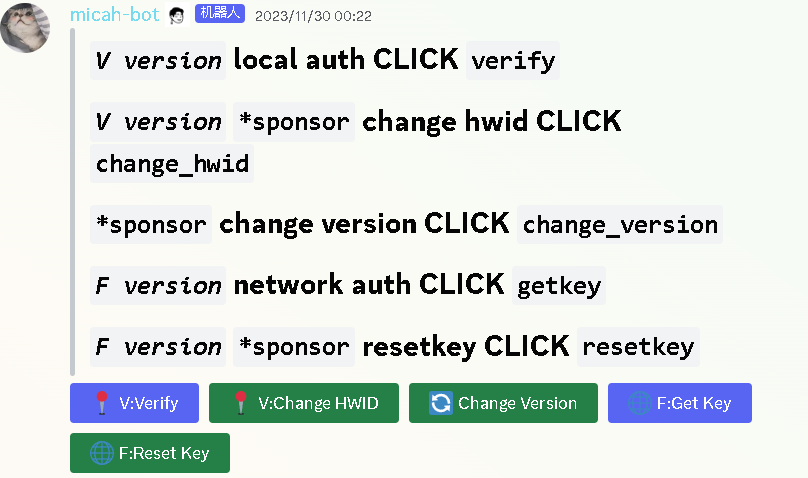 micah-bot 机器人 2023/11/30 00:22
V version local auth CLICK verify
V version *sponsor change hwid CLICK
change_hwid
*sponsor change version CLICK change_version
F version network auth CLICK getkey
F version *sponsor resetkey CLICK resetkey
V:Verify V:Change HWID Change Version F:Get Key
F:Reset Key